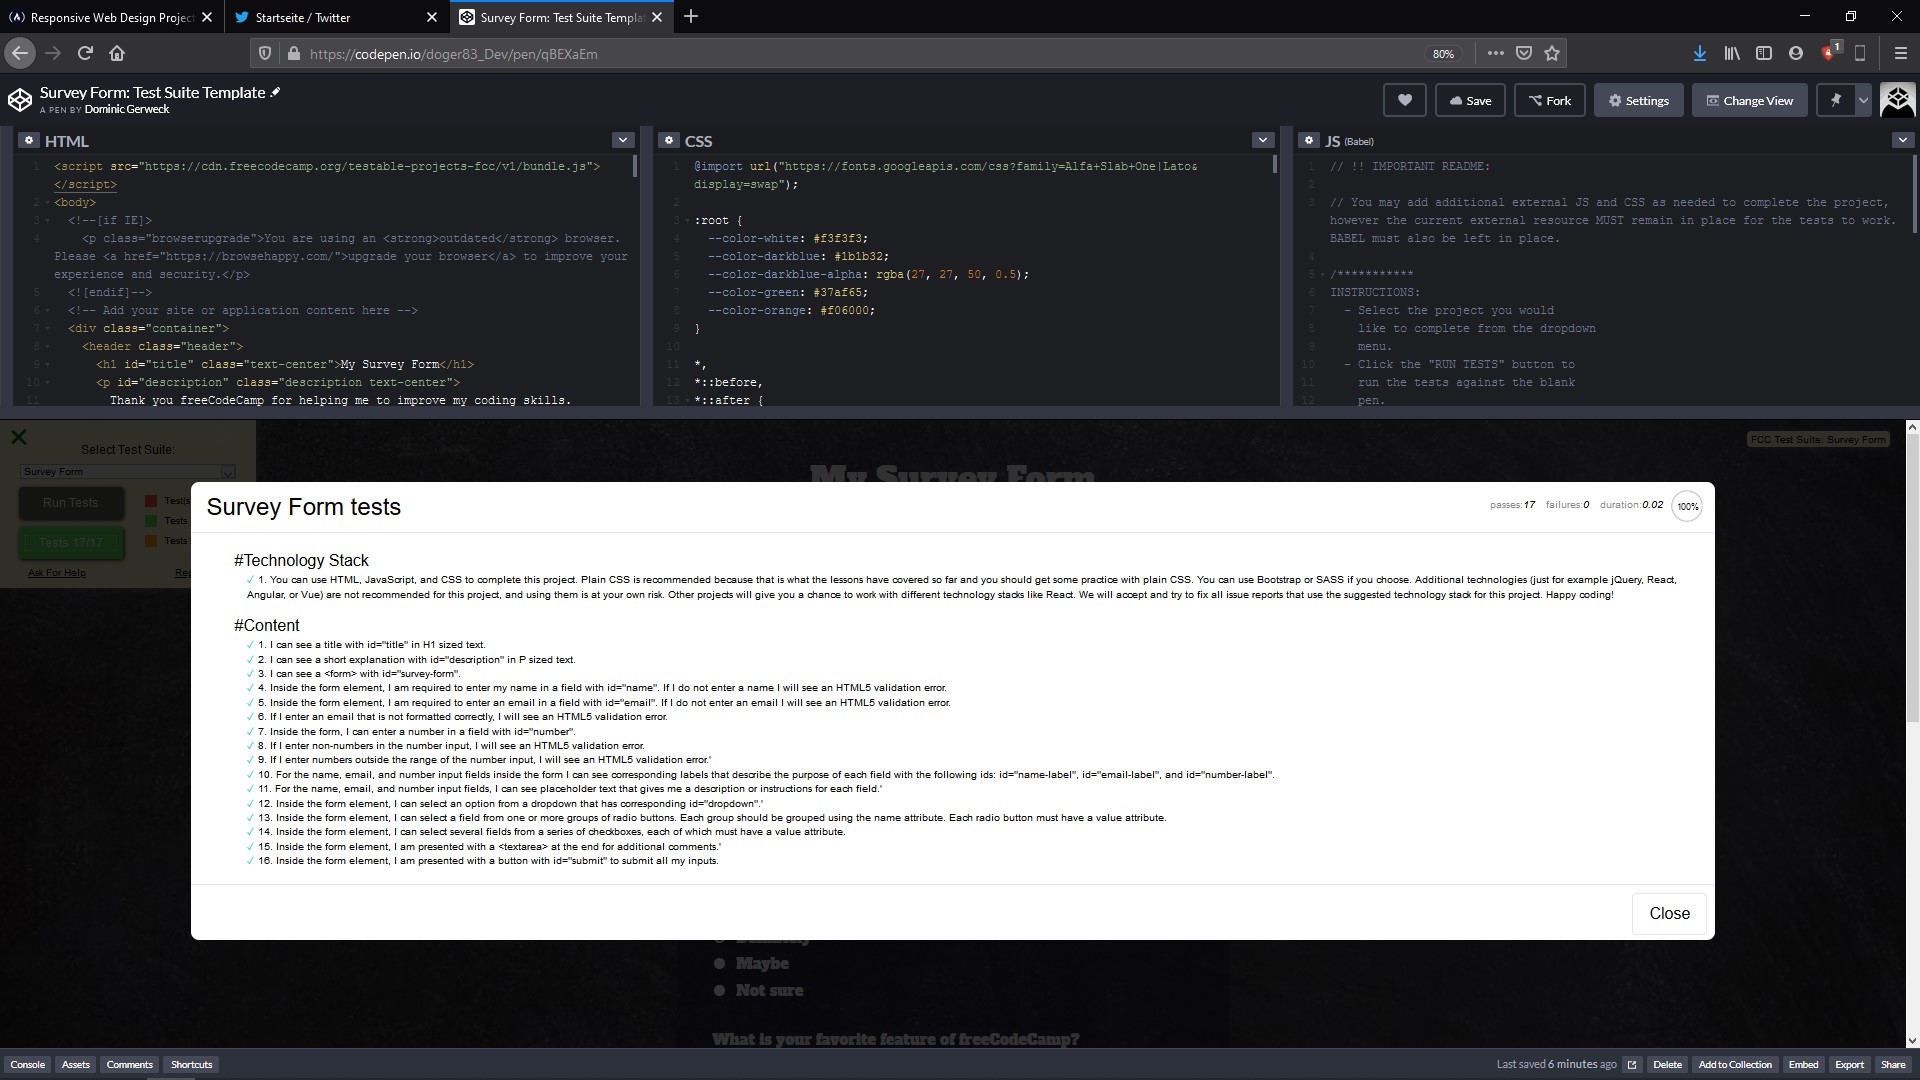 Responsive Web Design Projec
Startseite / Twitter
Survey Form: Test Suite Templa
https://codepen.io/doger83_Dev/pen/qBEXaEm
80%
1
Survey Form: Test Suite Template
A PEN BY Dominic Gerweck
Save
Fork
Settings
Change View
HTML
1 <script src="https://cdn.freecodecamp.org/testable-projects-fcc/v1/bundle.js">
</script>
2 <body>
3 <!--[if IE]>
4 <p class="browserupgrade">You are using an <strong>outdated</strong> browser.
Please <a href="https://browsehappy.com/">upgrade your browser</a> to improve your
experience and security.</p>
5 <![endif]-->
6 <!-- Add your site or application content here -->
7 <div class="container">
8 <header class="header">
9 <h1 id="title" class="text-center">My Survey Form</h1>
10 <p id="description" class="description text-center">
11 Thank you freeCodeCamp for helping me to improve my coding skills.
CSS
1 @import url("https://fonts.googleapis.com/css?family=Alfa+Slab+One|Lato&
display=swap");
2
3 :root {
4 --color-white: #f3f3f3;
5 --color-darkblue: #1b1b32;
6 --color-darkblue-alpha: rgba(27, 27, 50, 0.5);
7 --color-green: #37af65;
8 --color-orange: #f06000;
9 }
10
11 *,
12 *::before,
13 *::after {
JS (Babel)
1 // !! IMPORTANT README:
2
3 // You may add additional external JS and CSS as needed to complete the project,
however the current external resource MUST remain in place for the tests to work.
BABEL must also be left in place.
4
5 /***********
6 INSTRUCTIONS:
7 - Select the project you would
8 like to complete from the dropdown
9 menu.
10 - Click the "RUN TESTS" button to
11 run the tests against the blank
12 pen.
Select Test Suite:
Survey Form
Run Tests
Test(s
Tests
Tests 17/17
Tests
Ask For Help
Re
FCC Test Suite: Survey Form
My Survey Form
Survey Form tests
passes:17 failures:0 duration:0.02 100%
#Technology Stack
✓ 1. You can use HTML, JavaScript, and CSS to complete this project. Plain CSS is recommended because that is what the lessons have covered so far and you should get some practice with plain CSS. You can use Bootstrap or SASS if you choose. Additional technologies (just for example jQuery, React,
Angular, or Vue) are not recommended for this project, and using them is at your own risk. Other projects will give you a chance to work with different technology stacks like React. We will accept and try to fix all issue reports that use the suggested technology stack for this project. Happy coding!
#Content
✓ 1. I can see a title with id="title" in H1 sized text.
✓ 2. I can see a short explanation with id="description" in P sized text.
✓ 3. I can see a <form> with id="survey-form".
✓ 4. Inside the form element, I am required to enter my name in a field with id="name". If I do not enter a name I will see an HTML5 validation error.
✓ 5. Inside the form element, I am required to enter an email in a field with id="email". If I do not enter an email I will see an HTML5 validation error.
✓ 6. If I enter an email that is not formatted correctly, I will see an HTML5 validation error.
✓ 7. Inside the form, I can enter a number in a field with id="number".
✓ 8. If I enter non-numbers in the number input, I will see an HTML5 validation error.
✓ 9. If I enter numbers outside the range of the number input, I will see an HTML5 validation error.'
✓ 10. For the name, email, and number input fields inside the form I can see corresponding labels that describe the purpose of each field with the following ids: id="name-label", id="email-label", and id="number-label".
✓ 11. For the name, email, and number input fields, I can see placeholder text that gives me a description or instructions for each field.'
✓ 12. Inside the form element, I can select an option from a dropdown that has corresponding id="dropdown".'
✓ 13. Inside the form element, I can select a field from one or more groups of radio buttons. Each group should be grouped using the name attribute. Each radio button must have a value attribute.
✓ 14. Inside the form element, I can select several fields from a series of checkboxes, each of which must have a value attribute.
✓ 15. Inside the form element, I am presented with a <textarea> at the end for additional comments.'
✓ 16. Inside the form element, I am presented with a button with id="submit" to submit all my inputs.
Close
Maybe
Not sure
What is your favorite feature of freeCodeCamp?
Console
Assets
Comments
Shortcuts
Last saved 6 minutes ago
Delete
Add to Collection
Embed
Export
Share